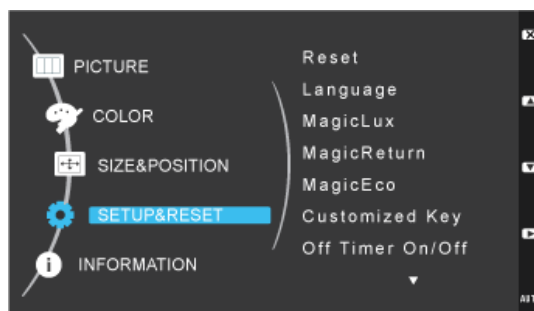 PICTURE
COLOR
SIZE&POSITION
SETUP&RESET
INFORMATION
Reset
Language
MagicLux
MagicReturn
MagicEco
Customized Key
Off Timer On/Off